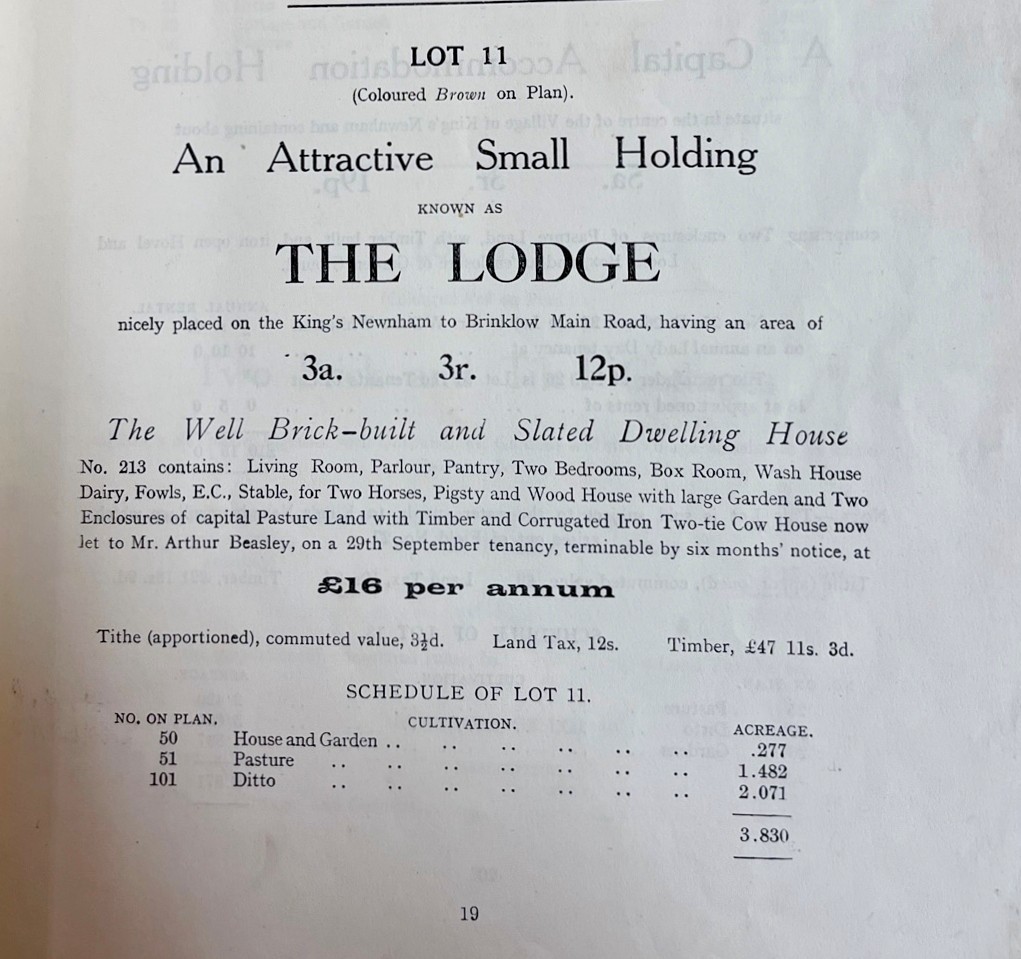 LOT 11
(Coloured Brown on Plan).
An Attractive Small Holding
KNOWN AS
THE LODGE
nicely placed on the King's Newnham to Brinklow Main Road, having an area of
3a. 3r. 12p.
The Well Brick-built and Slated Dwelling House
No. 213 contains: Living Room, Parlour, Pantry, Two Bedrooms, Box Room, Wash House
Dairy, Fowls, E.C., Stable, for Two Horses, Pigsty and Wood House with large Garden and Two
Enclosures of capital Pasture Land with Timber and Corrugated Iron Two-tie Cow House now
let to Mr. Arthur Beasley, on a 29th September tenancy, terminable by six months' notice, at
£16 per annum
Tithe (apportioned), commuted value, 3½d. Land Tax, 12s. Timber, £47 11s. 3d.
SCHEDULE OF LOT 11.
NO. ON PLAN. CULTIVATION. ACREAGE.
50 House and Garden .. .. .. .. .. .. .277
51 Pasture .. .. .. .. .. .. .. 1.482
101 Ditto .. .. .. .. .. .. .. 2.071
3.830
19